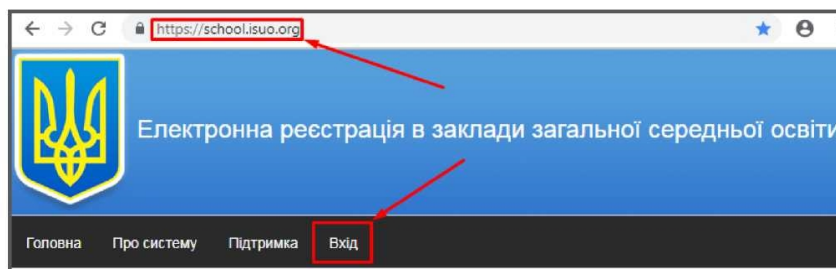 https://school.isuo.org
Електронна реєстрація в заклади загальної середньої освіти
Головна Про систему Підтримка Вхід